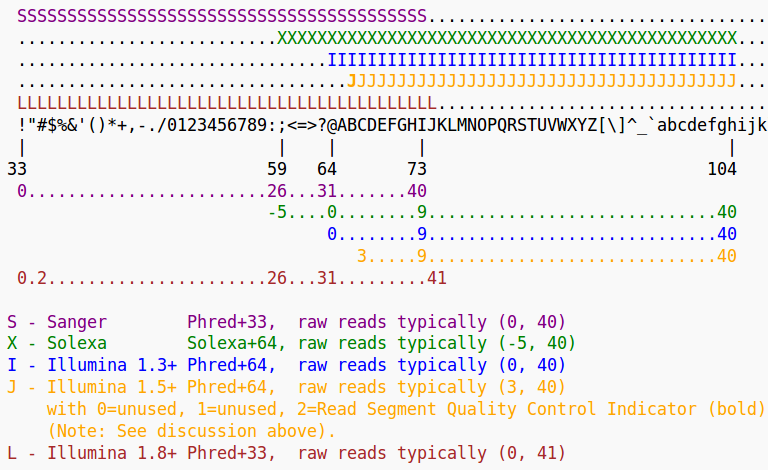 SSSSSSSSSSSSSSSSSSSSSSSSSSSSSSSSSSSSSSSSS..................................
..........................XXXXXXXXXXXXXXXXXXXXXXXXXXXXXXXXXXXXXXXXXXXXXX...
...............................IIIIIIIIIIIIIIIIIIIIIIIIIIIIIIIIIIIIIIIII...
.................................JJJJJJJJJJJJJJJJJJJJJJJJJJJJJJJJJJJJJJJ...
LLLLLLLLLLLLLLLLLLLLLLLLLLLLLLLLLLLLLLLLLL.................................
!"#$%&'()*+,-./0123456789:;<=>?@ABCDEFGHIJKLMNOPQRSTUVWXYZ[\]^_`abcdefghijk
| | | | |
33 59 64 73 104
0........................26...31.......40
-5....0........9.............................40
0........9.............................40
3.....9.............................40
0.2......................26...31.........41
S - Sanger Phred+33, raw reads typically (0, 40)
X - Solexa Solexa+64, raw reads typically (-5, 40)
I - Illumina 1.3+ Phred+64, raw reads typically (0, 40)
J - Illumina 1.5+ Phred+64, raw reads typically (3, 40)
with 0=unused, 1=unused, 2=Read Segment Quality Control Indicator (bold)
(Note: See discussion above).
L - Illumina 1.8+ Phred+33, raw reads typically (0, 41)